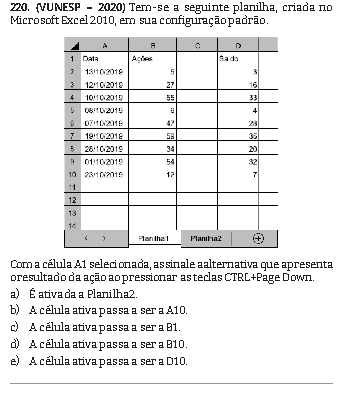 220. (VUNESP – 2020) Tem-se a seguinte planilha, criada no
Microsoft Excel 2010, em sua configuração padrão.
A B C D
1 Data Ações Saldo
2 13/10/2019 5 3
3 12/10/2019 27 16
4 10/10/2019 55 33
5 08/10/2019 6 4
6 07/10/2019 47 28
7 19/10/2019 59 35
8 28/10/2019 34 20
9 01/10/2019 54 32
10 23/10/2019 12 7
11
12
13
14
‹ › Planilha1 Planilha2 +
Com a célula A1 selecionada, assinale a alternativa que apresenta
o resultado da ação ao pressionar as teclas CTRL+Page Down.
a) É ativada a Planilha2.
b) A célula ativa passa a ser a A10.
c) A célula ativa passa a ser a B1.
d) A célula ativa passa a ser a B10.
e) A célula ativa passa a ser a D10.